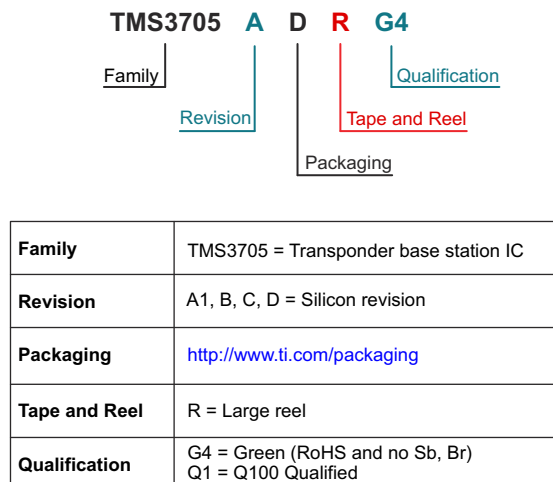 TMS3705 A D R G4
Family
Qualification
Revision
Tape and Reel
Packaging
Family TMS3705 = Transponder base station IC
Revision A1, B, C, D = Silicon revision
Packaging http://www.ti.com/packaging
Tape and Reel R = Large reel
Qualification G4 = Green (RoHS and no Sb, Br)
Q1 = Q100 Qualified